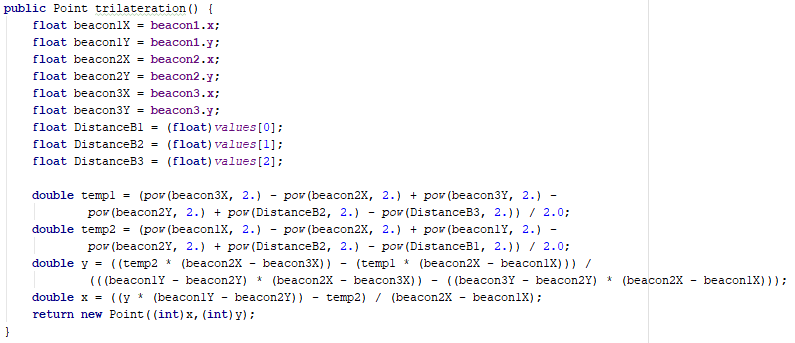 public Point trilateration() {
    float beacon1X = beacon1.x;
    float beacon1Y = beacon1.y;
    float beacon2X = beacon2.x;
    float beacon2Y = beacon2.y;
    float beacon3X = beacon3.x;
    float beacon3Y = beacon3.y;
    float DistanceB1 = (float)values[0];
    float DistanceB2 = (float)values[1];
    float DistanceB3 = (float)values[2];

    double temp1 = (pow(beacon3X, 2.) - pow(beacon2X, 2.) + pow(beacon3Y, 2.) -
            pow(beacon2Y, 2.) + pow(DistanceB2, 2.) - pow(DistanceB3, 2.)) / 2.0;
    double temp2 = (pow(beacon1X, 2.) - pow(beacon2X, 2.) + pow(beacon1Y, 2.) -
            pow(beacon2Y, 2.) + pow(DistanceB2, 2.) - pow(DistanceB1, 2.)) / 2.0;
    double y = ((temp2 * (beacon2X - beacon3X)) - (temp1 * (beacon2X - beacon1X))) /
            (((beacon1Y - beacon2Y) * (beacon2X - beacon3X)) - ((beacon3Y - beacon2Y) * (beacon2X - beacon1X)));
    double x = ((y * (beacon1Y - beacon2Y)) - temp2) / (beacon2X - beacon1X);
    return new Point((int)x,(int)y);
}